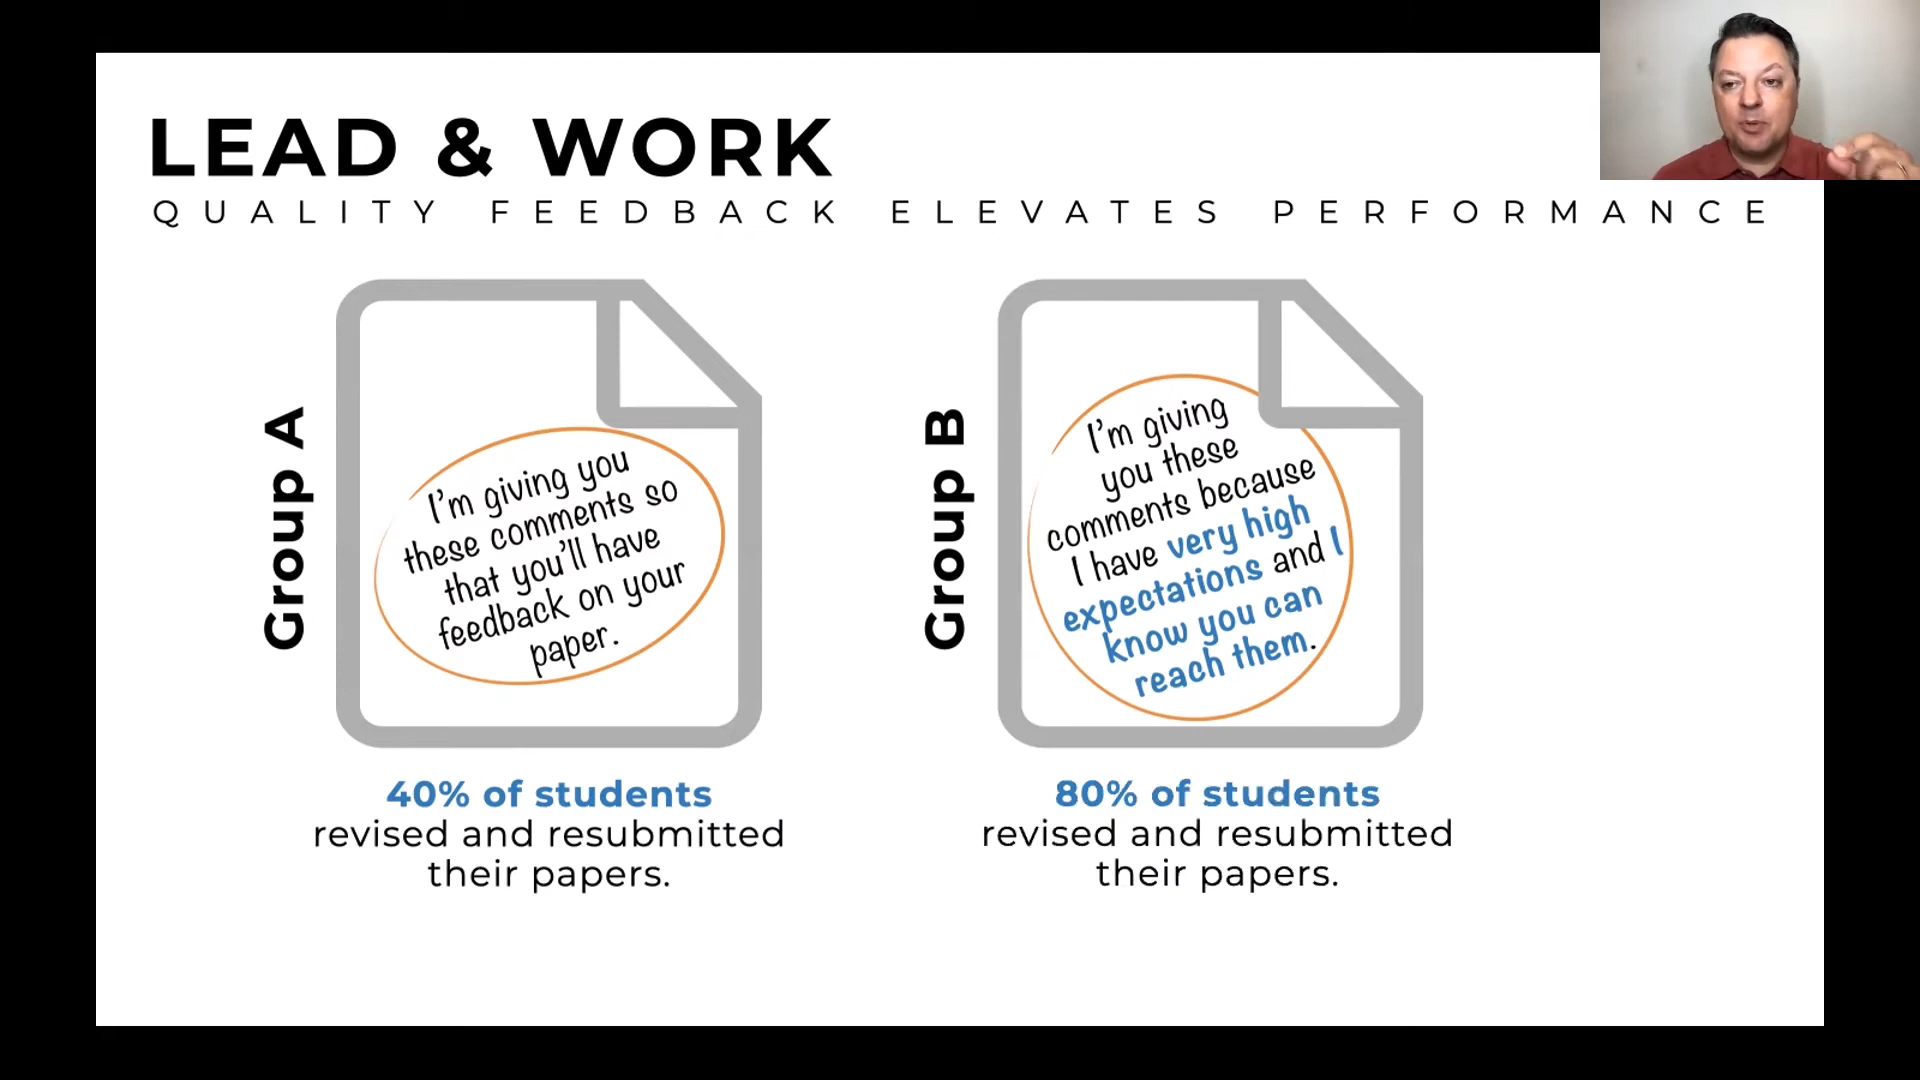 LEAD & WORK
QUALITY FEEDBACK ELEVATES PERFORMANCE
Group A
I'm giving you
these comments so
that you'll have
feedback on your
paper.
40% of students
revised and resubmitted
their papers.
Group B
I'm giving
you these
comments because
I have very high
expectations and I
know you can
reach them.
80% of students
revised and resubmitted
their papers.